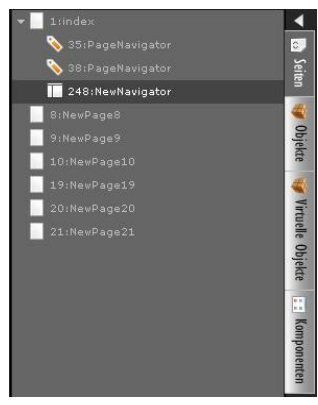 1:index
35:PageNavigator
38:PageNavigator
248:NewNavigator
8:NewPage8
9:NewPage9
10:NewPage10
19:NewPage19
20:NewPage20
21:NewPage21
Seiten
Objekte
Virtuelle Objekte
Komponenten